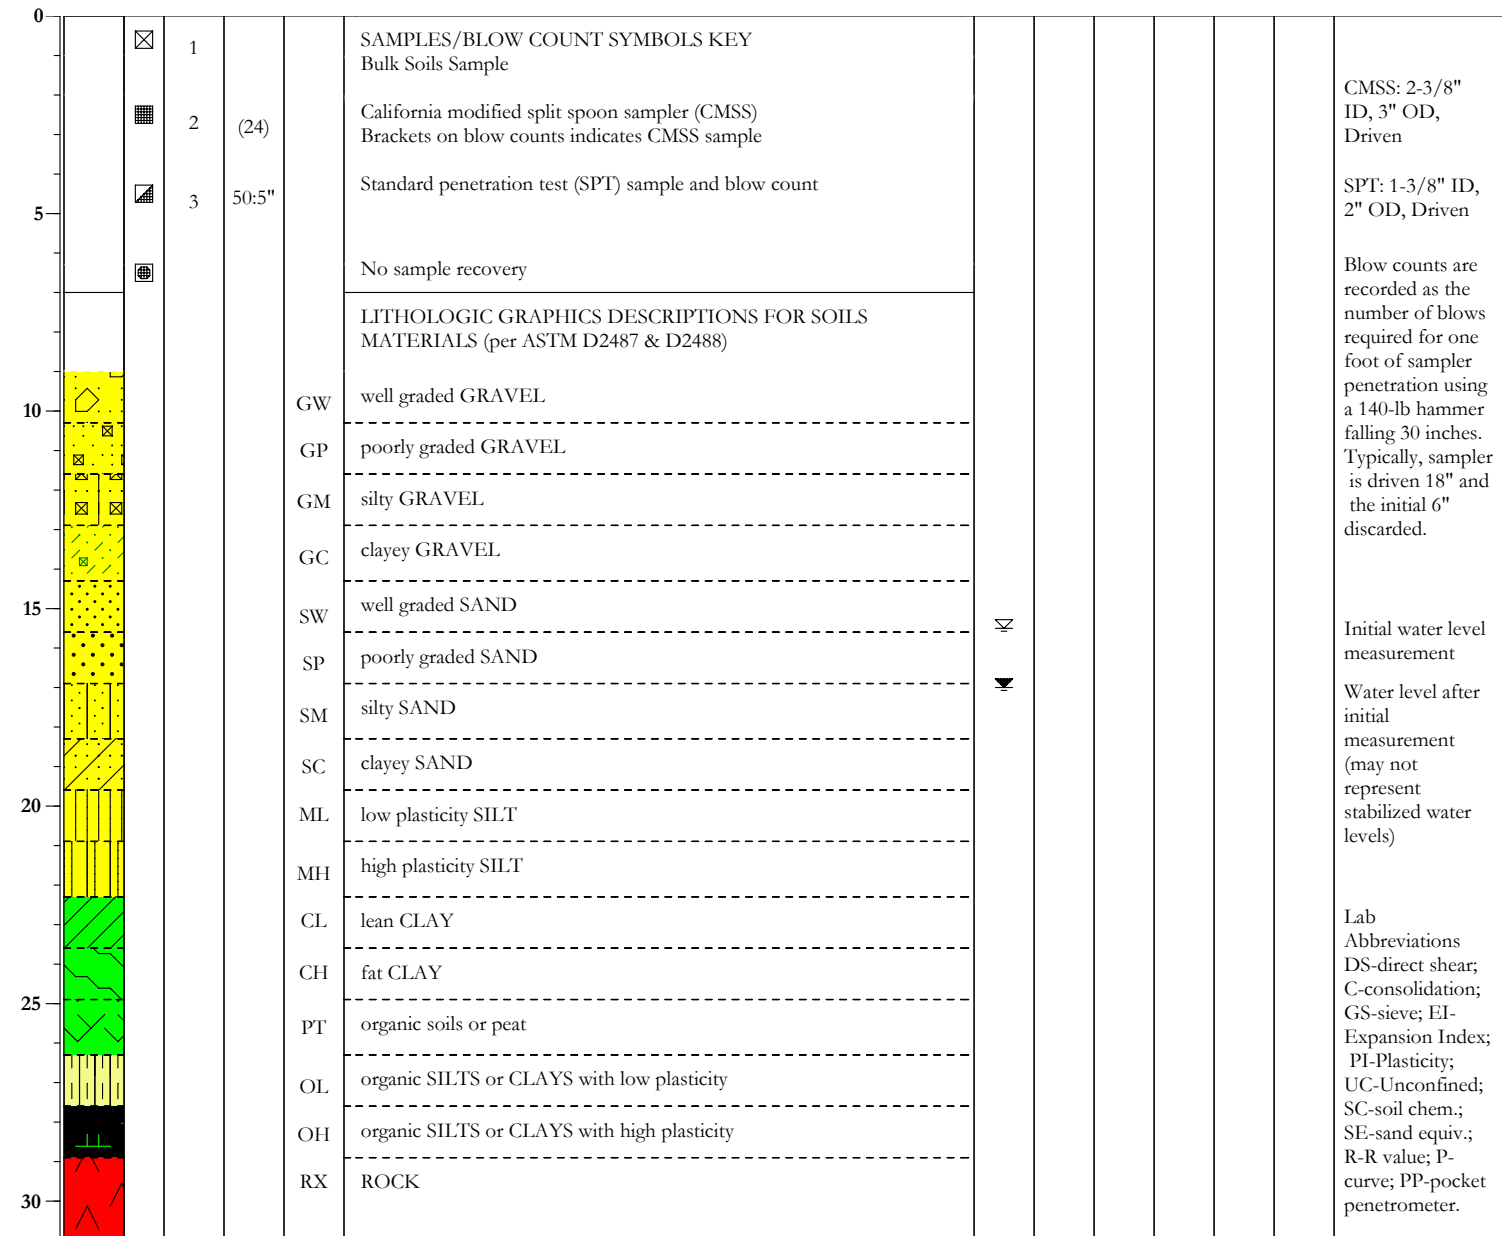 0
1
SAMPLES/BLOW COUNT SYMBOLS KEY
Bulk Soils Sample
2
(24)
California modified split spoon sampler (CMSS)
Brackets on blow counts indicates CMSS sample
3
50:5"
Standard penetration test (SPT) sample and blow count
5
No sample recovery
LITHOLOGIC GRAPHICS DESCRIPTIONS FOR SOILS
MATERIALS (per ASTM D2487 & D2488)
GW
well graded GRAVEL
10
GP
poorly graded GRAVEL
GM
silty GRAVEL
GC
clayey GRAVEL
15
SW
well graded SAND
SP
poorly graded SAND
SM
silty SAND
SC
clayey SAND
20
ML
low plasticity SILT
MH
high plasticity SILT
CL
lean CLAY
CH
fat CLAY
25
PT
organic soils or peat
OL
organic SILTS or CLAYS with low plasticity
OH
organic SILTS or CLAYS with high plasticity
RX
ROCK
30
CMSS: 2-3/8"
ID, 3" OD,
Driven
SPT: 1-3/8" ID,
2" OD, Driven
Blow counts are
recorded as the
number of blows
required for one
foot of sampler
penetration using
a 140-lb hammer
falling 30 inches.
Typically, sampler
is driven 18" and
the initial 6"
discarded.
Initial water level
measurement
Water level after
initial
measurement
(may not
represent
stabilized water
levels)
Lab
Abbreviations
DS-direct shear;
C-consolidation;
GS-sieve; EI-
Expansion Index;
PI-Plasticity;
UC-Unconfined;
SC-soil chem.;
SE-sand equiv.;
R-R value; P-
curve; PP-pocket
penetrometer.